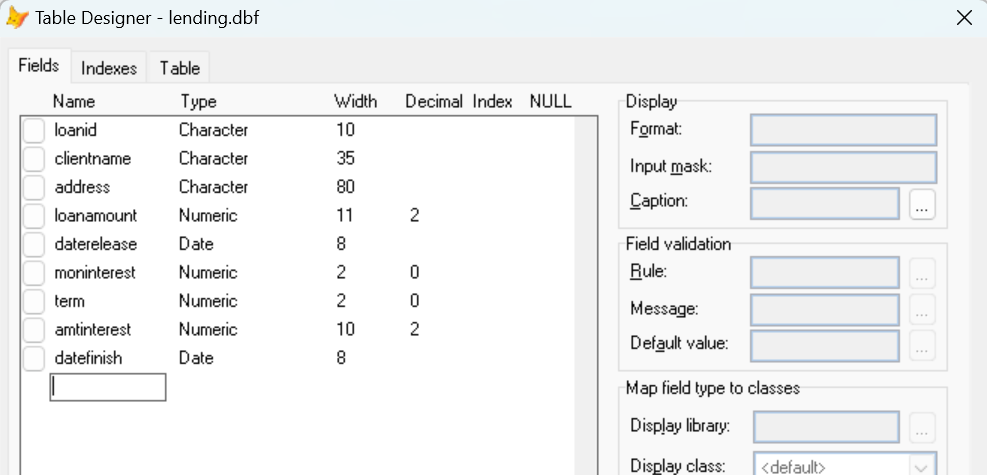 Table Designer - lending.dbf
Fields Indexes Table
Name Type Width Decimal Index NULL
loanid Character 10
clientname Character 35
address Character 80
loanamount Numeric 11 2
daterelease Date 8
moninterest Numeric 2 0
term Numeric 2 0
amtinterest Numeric 10 2
datefinish Date 8
Display
Format:
Input mask:
Caption:
...
Field validation
Rule:
...
Message:
...
Default value:
...
Map field type to classes
Display library:
...
Display class: <default>